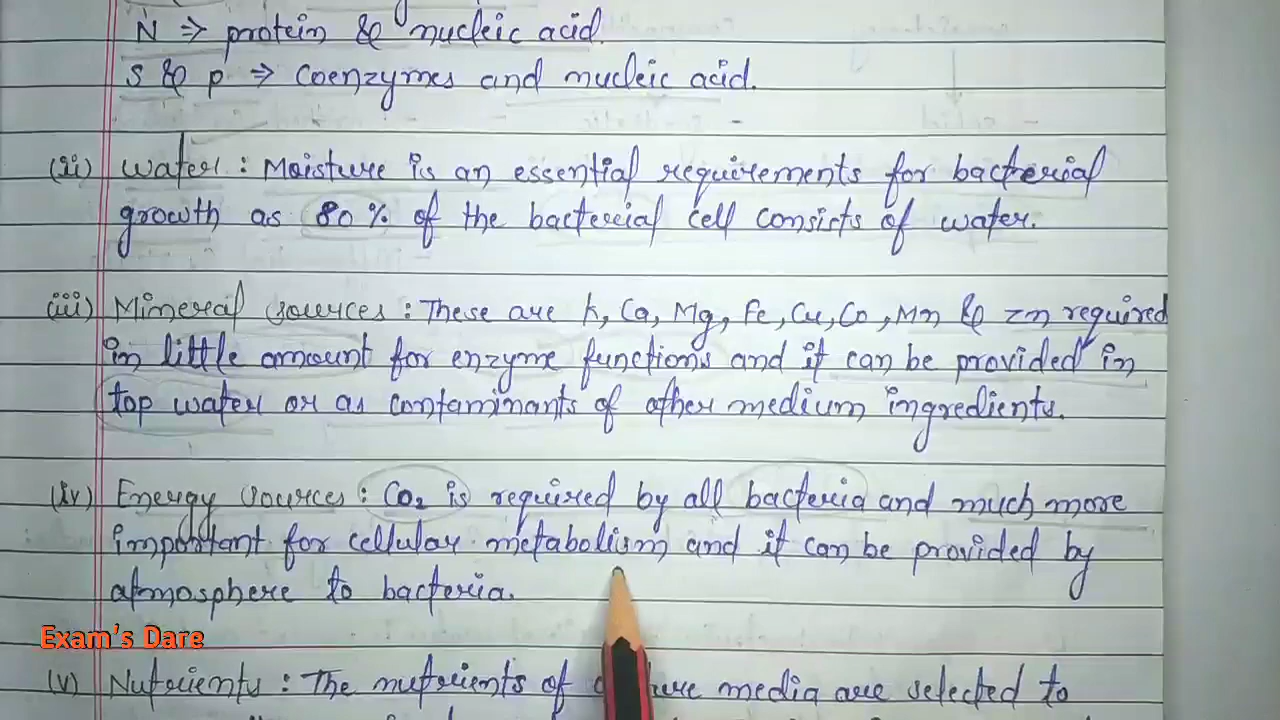 N ⇒ protein & nucleic acid.
S & P ⇒ coenzymes and nucleic acid.
(ii) Water : Moisture is an essential requirements for bacterial
growth as 80% of the bacterial cell consists of water.
(iii) Mineral sources : These are K, Ca, Mg, Fe, Cu, Co, Mn & Zn required
in little amount for enzyme functions and it can be provided in
top water or as contaminants of other medium ingredients.
(iv) Energy sources : CO2 is required by all bacteria and much more
important for cellular metabolism and it can be provided by
atmosphere to bacteria.
Exam's Dare
(v) Nutrients : The nutrients of media are selected to